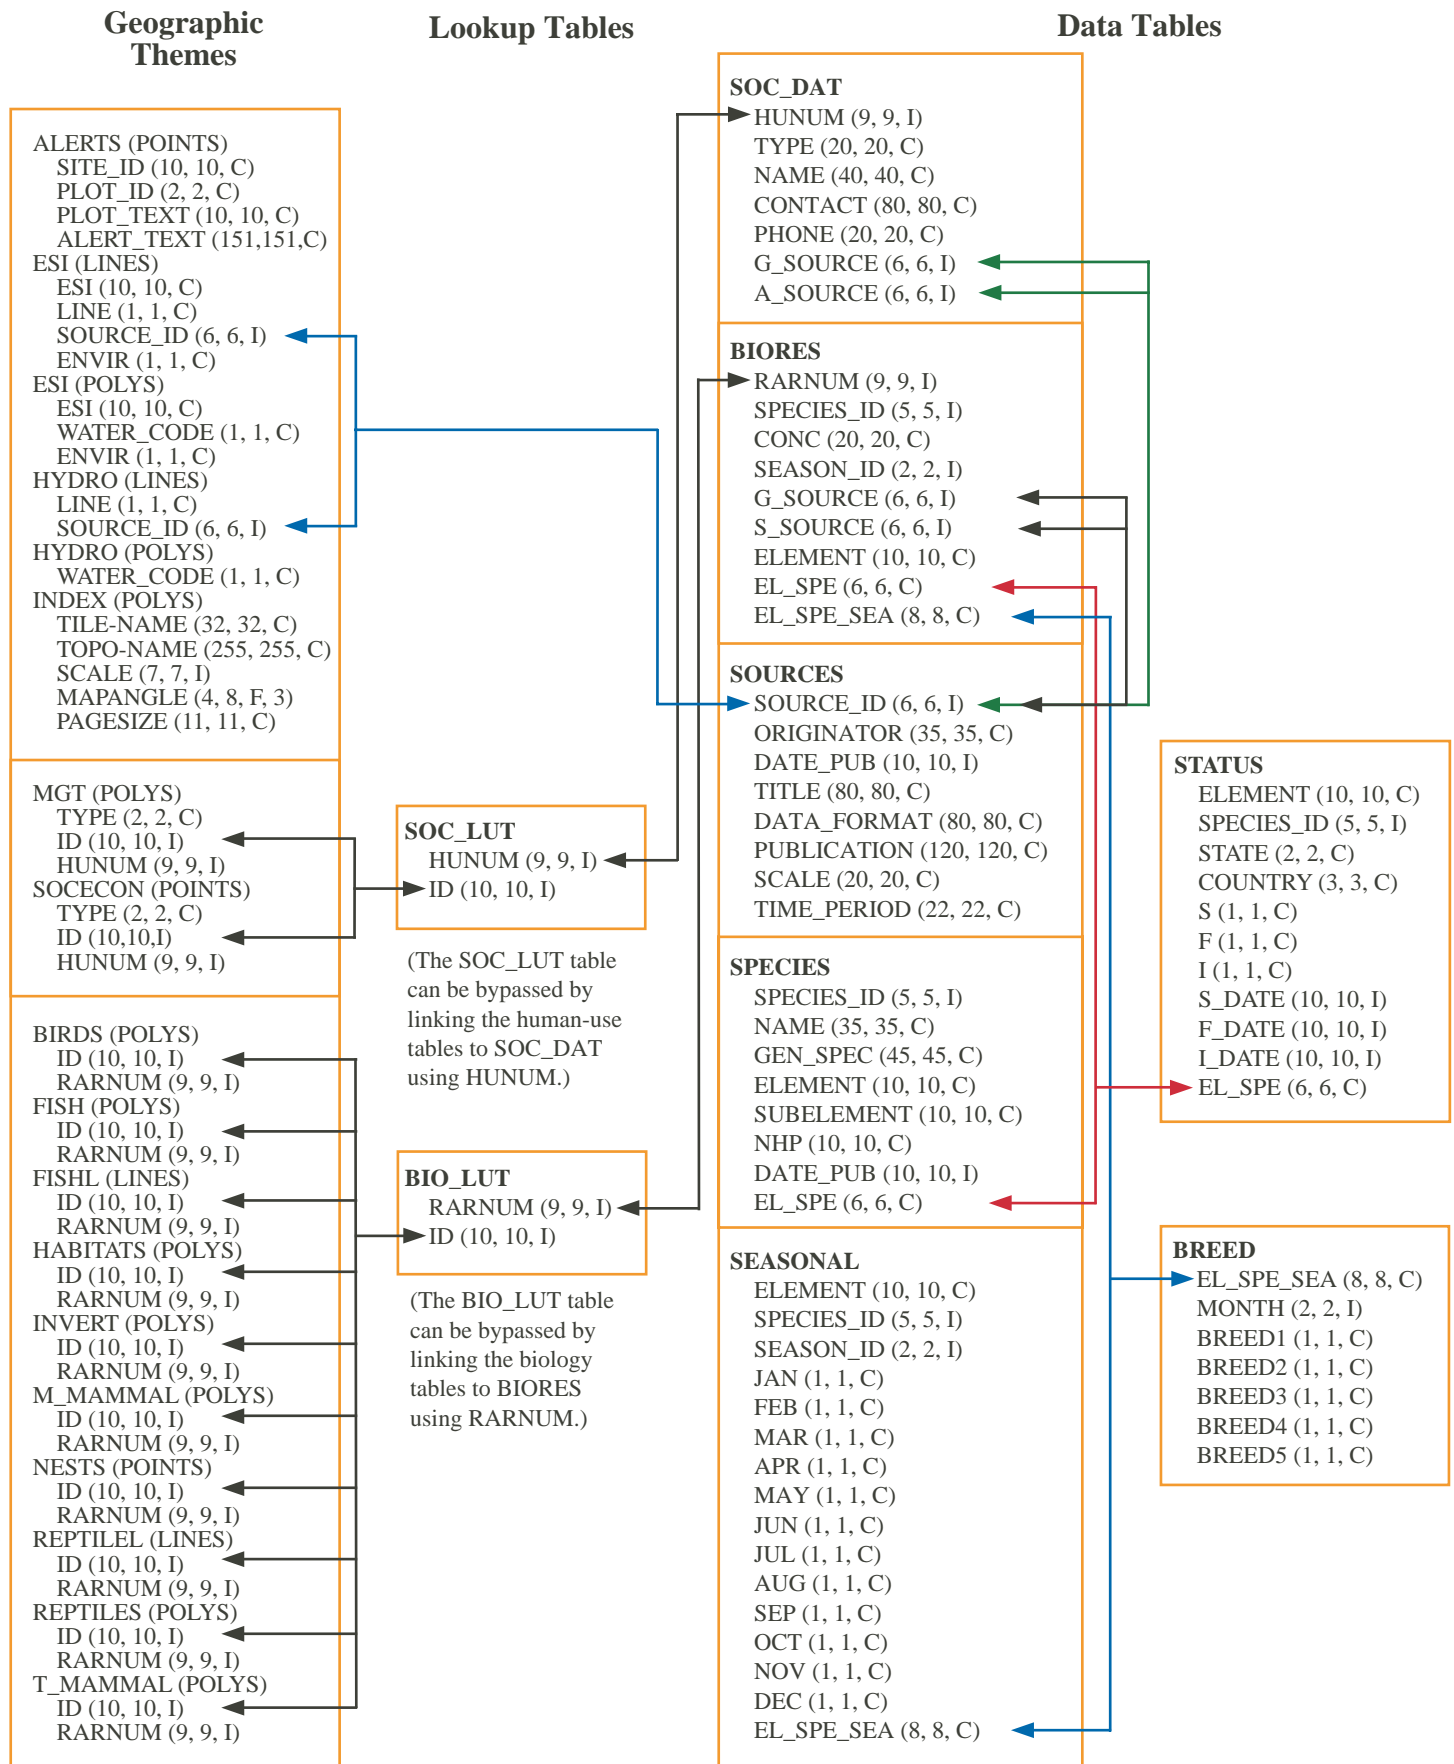 Geographic
Themes
Lookup Tables
Data Tables
ALERTS (POINTS)
SITE_ID (10, 10, C)
PLOT_ID (2, 2, C)
PLOT_TEXT (10, 10, C)
ALERT_TEXT (151,151,C)
ESI (LINES)
ESI (10, 10, C)
LINE (1, 1, C)
SOURCE_ID (6, 6, I)
ENVIR (1, 1, C)
ESI (POLYS)
ESI (10, 10, C)
WATER_CODE (1, 1, C)
ENVIR (1, 1, C)
HYDRO (LINES)
LINE (1, 1, C)
SOURCE_ID (6, 6, I)
HYDRO (POLYS)
WATER_CODE (1, 1, C)
INDEX (POLYS)
TILE-NAME (32, 32, C)
TOPO-NAME (255, 255, C)
SCALE (7, 7, I)
MAPANGLE (4, 8, F, 3)
PAGESIZE (11, 11, C)
MGT (POLYS)
TYPE (2, 2, C)
ID (10, 10, I)
HUNUM (9, 9, I)
SOCECON (POINTS)
TYPE (2, 2, C)
ID (10,10,I)
HUNUM (9, 9, I)
BIRDS (POLYS)
ID (10, 10, I)
RARNUM (9, 9, I)
FISH (POLYS)
ID (10, 10, I)
RARNUM (9, 9, I)
FISHL (LINES)
ID (10, 10, I)
RARNUM (9, 9, I)
HABITATS (POLYS)
ID (10, 10, I)
RARNUM (9, 9, I)
INVERT (POLYS)
ID (10, 10, I)
RARNUM (9, 9, I)
M_MAMMAL (POLYS)
ID (10, 10, I)
RARNUM (9, 9, I)
NESTS (POINTS)
ID (10, 10, I)
RARNUM (9, 9, I)
REPTILEL (LINES)
ID (10, 10, I)
RARNUM (9, 9, I)
REPTILES (POLYS)
ID (10, 10, I)
RARNUM (9, 9, I)
T_MAMMAL (POLYS)
ID (10, 10, I)
RARNUM (9, 9, I)
SOC_LUT
HUNUM (9, 9, I)
ID (10, 10, I)
(The SOC_LUT table
can be bypassed by
linking the human-use
tables to SOC_DAT
using HUNUM.)
BIO_LUT
RARNUM (9, 9, I)
ID (10, 10, I)
(The BIO_LUT table
can be bypassed by
linking the biology
tables to BIORES
using RARNUM.)
SOC_DAT
HUNUM (9, 9, I)
TYPE (20, 20, C)
NAME (40, 40, C)
CONTACT (80, 80, C)
PHONE (20, 20, C)
G_SOURCE (6, 6, I)
A_SOURCE (6, 6, I)
BIORES
RARNUM (9, 9, I)
SPECIES_ID (5, 5, I)
CONC (20, 20, C)
SEASON_ID (2, 2, I)
G_SOURCE (6, 6, I)
S_SOURCE (6, 6, I)
ELEMENT (10, 10, C)
EL_SPE (6, 6, C)
EL_SPE_SEA (8, 8, C)
SOURCES
SOURCE_ID (6, 6, I)
ORIGINATOR (35, 35, C)
DATE_PUB (10, 10, I)
TITLE (80, 80, C)
DATA_FORMAT (80, 80, C)
PUBLICATION (120, 120, C)
SCALE (20, 20, C)
TIME_PERIOD (22, 22, C)
SPECIES
SPECIES_ID (5, 5, I)
NAME (35, 35, C)
GEN_SPEC (45, 45, C)
ELEMENT (10, 10, C)
SUBELEMENT (10, 10, C)
NHP (10, 10, C)
DATE_PUB (10, 10, I)
EL_SPE (6, 6, C)
SEASONAL
ELEMENT (10, 10, C)
SPECIES_ID (5, 5, I)
SEASON_ID (2, 2, I)
JAN (1, 1, C)
FEB (1, 1, C)
MAR (1, 1, C)
APR (1, 1, C)
MAY (1, 1, C)
JUN (1, 1, C)
JUL (1, 1, C)
AUG (1, 1, C)
SEP (1, 1, C)
OCT (1, 1, C)
NOV (1, 1, C)
DEC (1, 1, C)
EL_SPE_SEA (8, 8, C)
STATUS
ELEMENT (10, 10, C)
SPECIES_ID (5, 5, I)
STATE (2, 2, C)
COUNTRY (3, 3, C)
S (1, 1, C)
F (1, 1, C)
I (1, 1, C)
S_DATE (10, 10, I)
F_DATE (10, 10, I)
I_DATE (10, 10, I)
EL_SPE (6, 6, C)
BREED
EL_SPE_SEA (8, 8, C)
MONTH (2, 2, I)
BREED1 (1, 1, C)
BREED2 (1, 1, C)
BREED3 (1, 1, C)
BREED4 (1, 1, C)
BREED5 (1, 1, C)